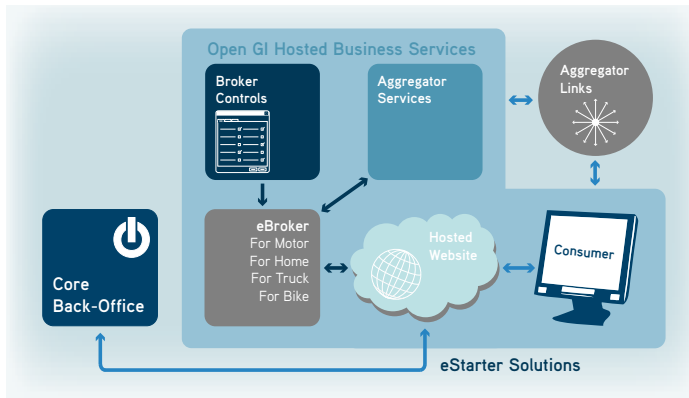 Open GI Hosted Business Services
Broker
Controls
Aggregator
Services
Aggregator
Links
eBroker
For Motor
For Home
For Truck
For Bike
Hosted
Website
Consumer
Core
Back-Office
eStarter Solutions